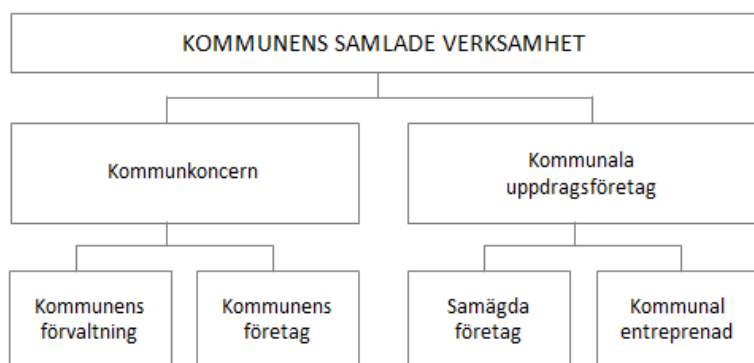 KOMMUNENS SAMLADE VERKSAMHET
Kommunkoncern
Kommunala
uppdragsföretag
Kommunens
förvaltning
Kommunens
företag
Samägda
företag
Kommunal
entreprenad